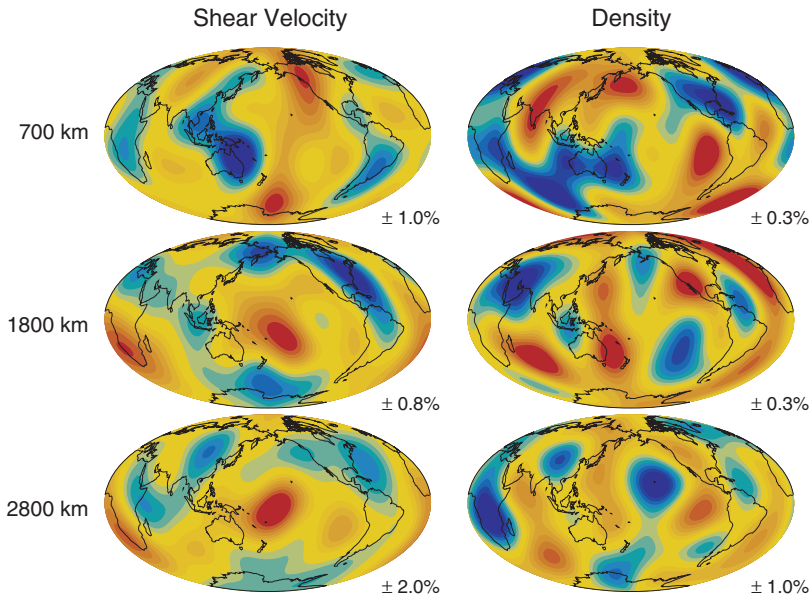 Shear Velocity
Density
700 km
± 1.0%
± 0.3%
1800 km
± 0.8%
± 0.3%
2800 km
± 2.0%
± 1.0%